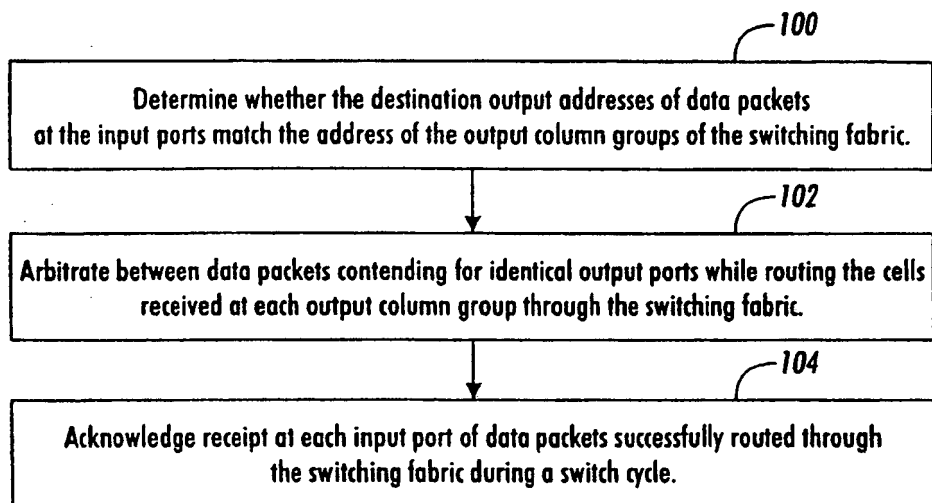 100
Determine whether the destination output addresses of data packets
at the input ports match the address of the output column groups of the switching fabric.
102
Arbitrate between data packets contending for identical output ports while routing the cells
received at each output column group through the switching fabric.
104
Acknowledge receipt at each input port of data packets successfully routed through
the switching fabric during a switch cycle.